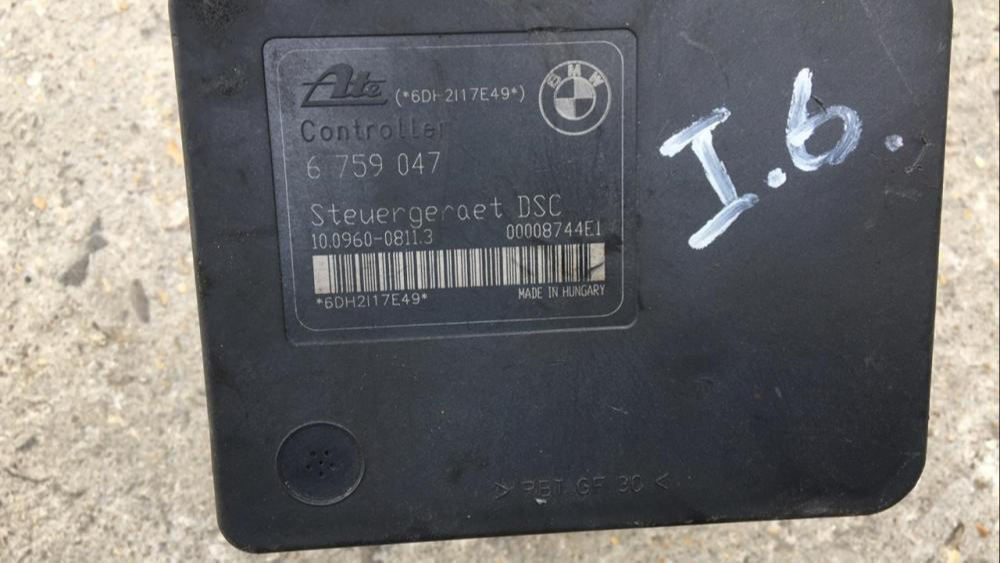 Ate (*6DH2I17E49*) BMW
Controller
6 759 047
Steuergeraet DSC
10.0960-0811.3 00008744E1
*6DH2I17E49* MADE IN HUNGARY
I.6.
> PBT GF 30 <